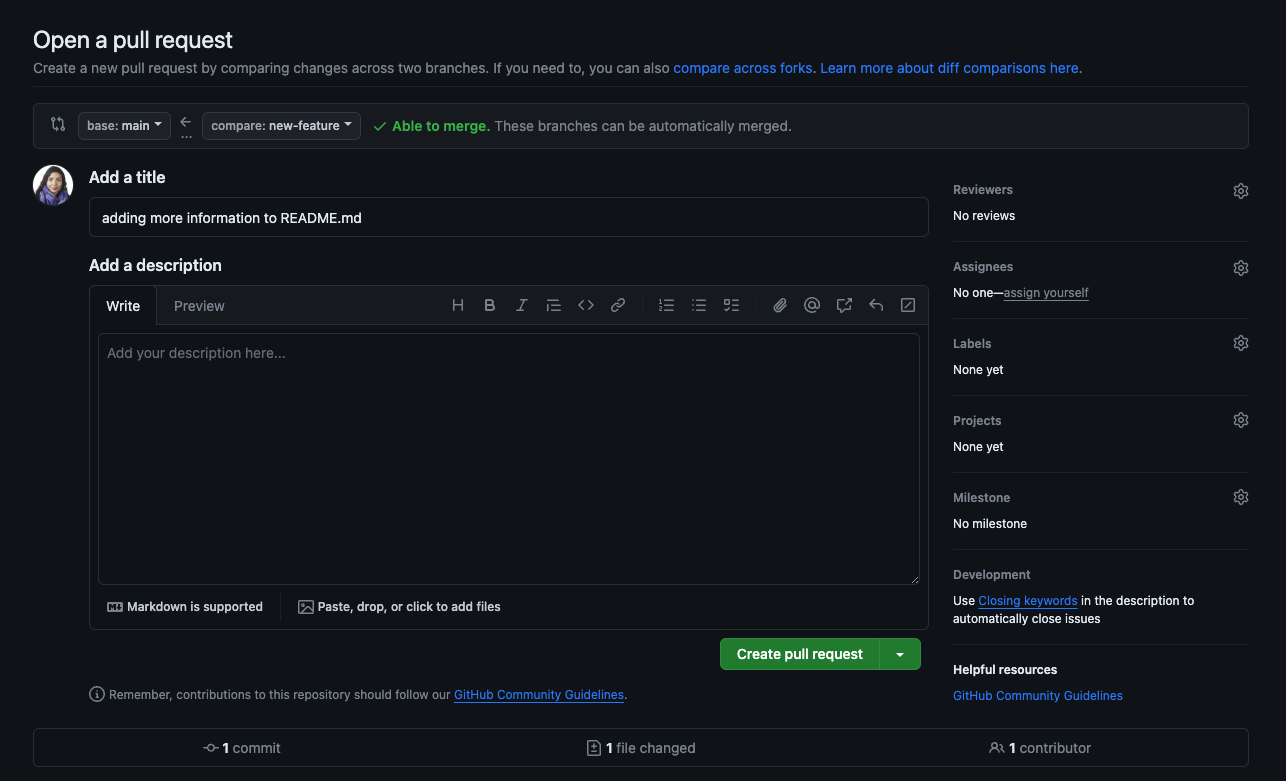 Open a pull request
Create a new pull request by comparing changes across two branches. If you need to, you can also compare across forks. Learn more about diff comparisons here.
base: main
...
compare: new-feature
Able to merge. These branches can be automatically merged.
Add a title
adding more information to README.md
Add a description
Write
Preview
Add your description here...
Markdown is supported
Paste, drop, or click to add files
Create pull request
Remember, contributions to this repository should follow our GitHub Community Guidelines.
Reviewers
No reviews
Assignees
No one—assign yourself
Labels
None yet
Projects
None yet
Milestone
No milestone
Development
Use Closing keywords in the description to
automatically close issues
Helpful resources
GitHub Community Guidelines
1 commit
1 file changed
1 contributor